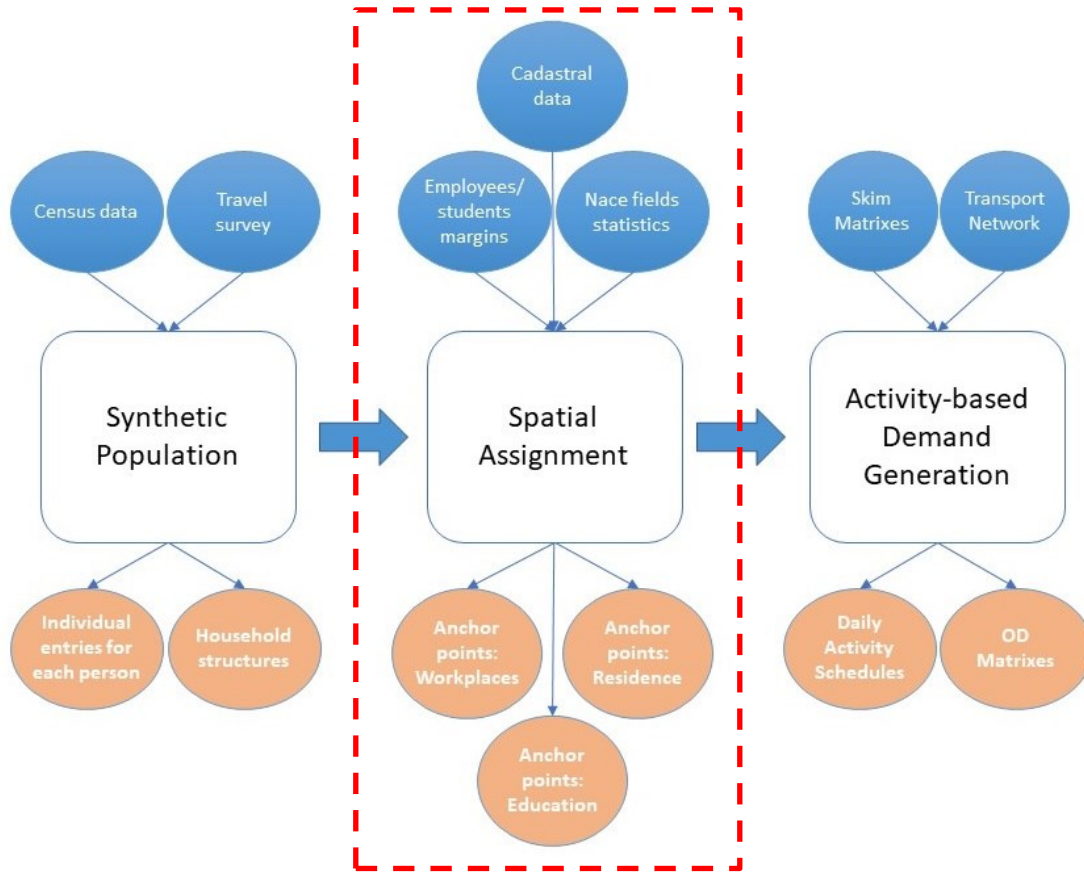 Cadastral
data
Census data
Travel
survey
Employees/
students
margins
Nace fields
statistics
Skim
Matrixes
Transport
Network
Synthetic
Population
Spatial
Assignment
Activity-based
Demand
Generation
Individual
entries for
each person
Household
structures
Anchor
points:
Workplaces
Anchor
points:
Residence
Daily
Activity
Schedules
OD
Matrixes
Anchor
points:
Education